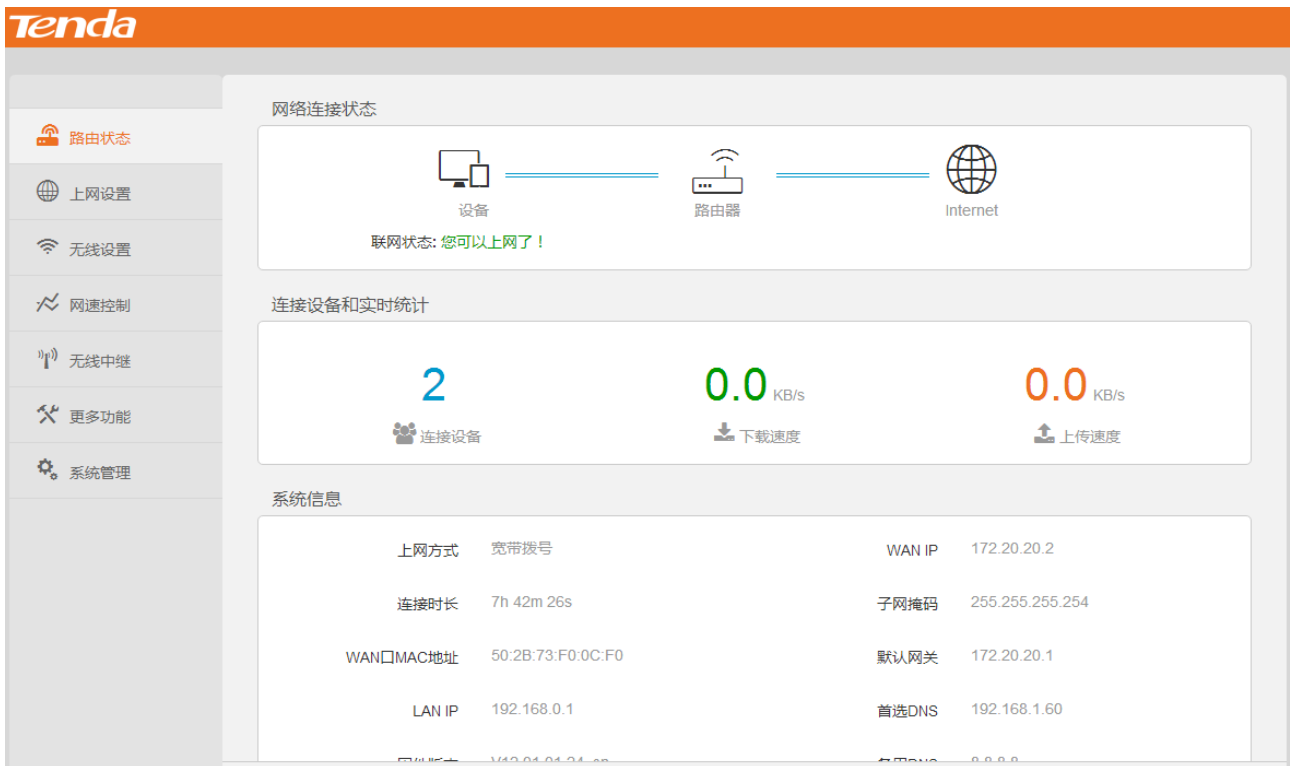 Tenda
路由状态
上网设置
无线设置
网速控制
无线中继
更多功能
系统管理
网络连接状态
设备 路由器 Internet
联网状态: 您可以上网了！
连接设备和实时统计
2 0.0 KB/s 0.0 KB/s
连接设备 下载速度 上传速度
系统信息
上网方式 宽带拨号 WAN IP 172.20.20.2
连接时长 7h 42m 26s 子网掩码 255.255.255.254
WAN口MAC地址 50:2B:73:F0:0C:F0 默认网关 172.20.20.1
LAN IP 192.168.0.1 首选DNS 192.168.1.60